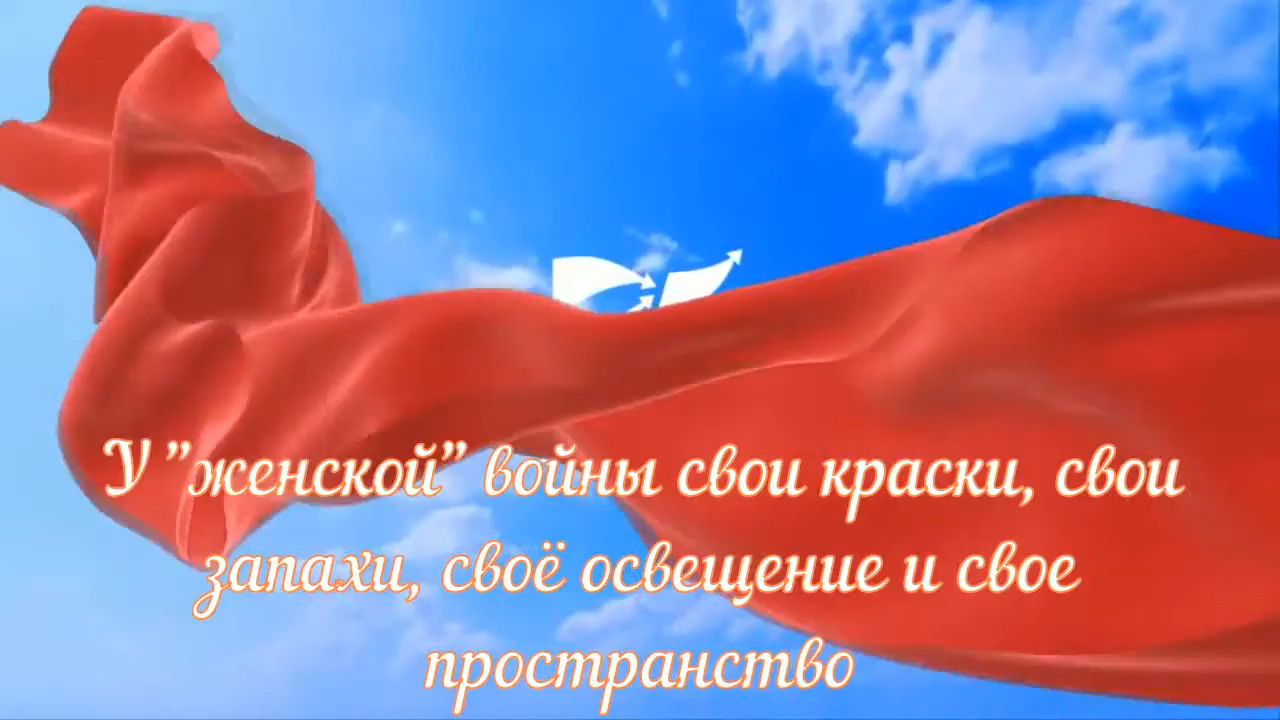 У "женской" войны свои краски, свои
запахи, своё освещение и свое
пространство